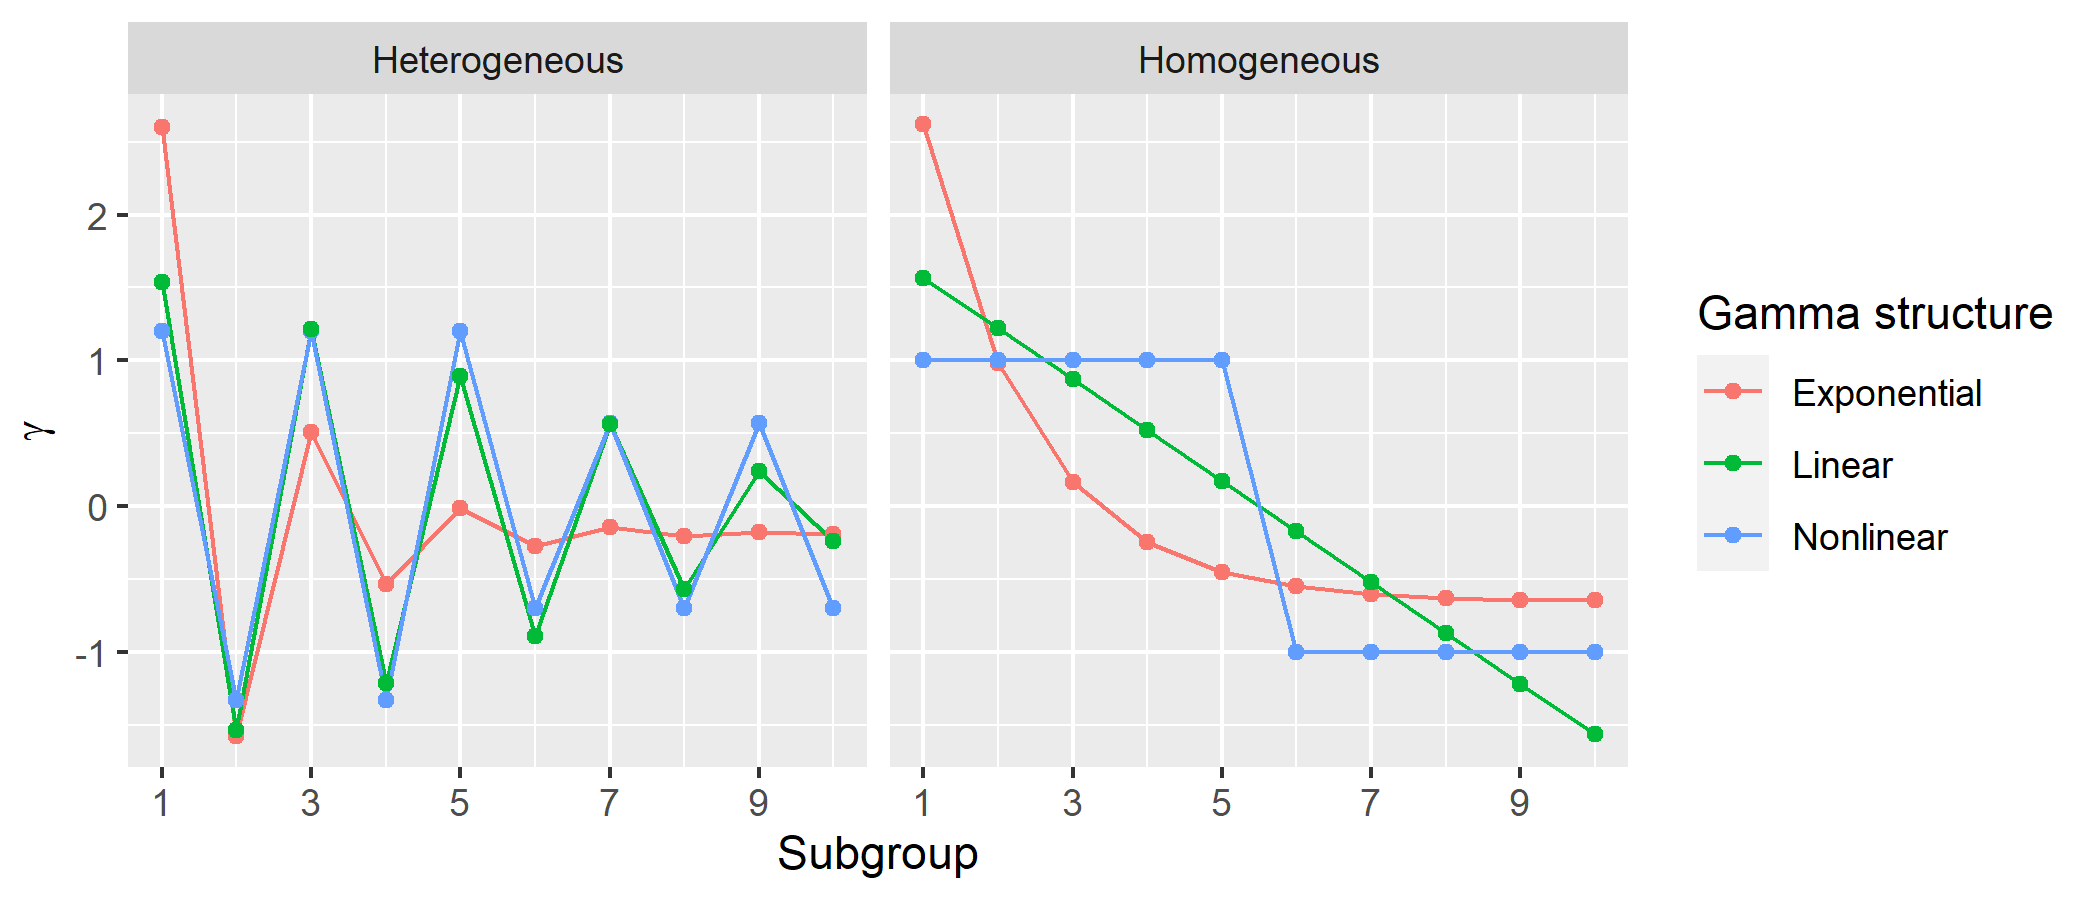 Heterogeneous
Homogeneous
γ
2
1
0
-1
1 3 5 7 9
1 3 5 7 9
Subgroup
Gamma structure
Exponential
Linear
Nonlinear